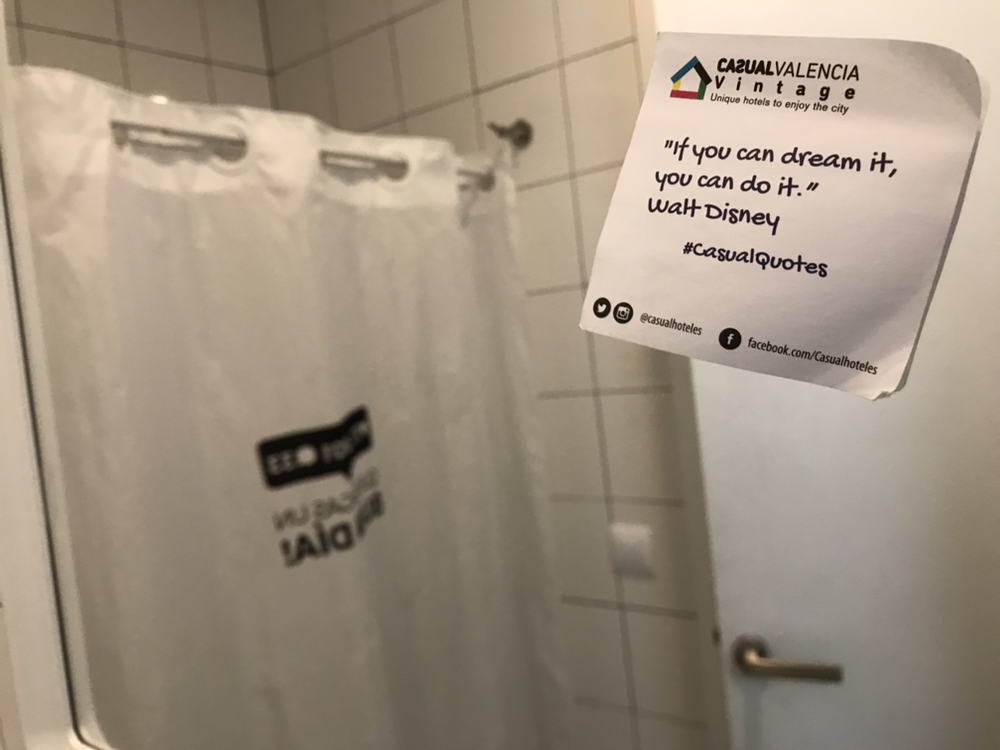 CASUALVALENCIA
Vintage
Unique hotels to enjoy the city
"If you can dream it,
you can do it."
Walt Disney
#CasualQuotes
@casualhoteles
facebook.com/Casualhoteles
DÍA!